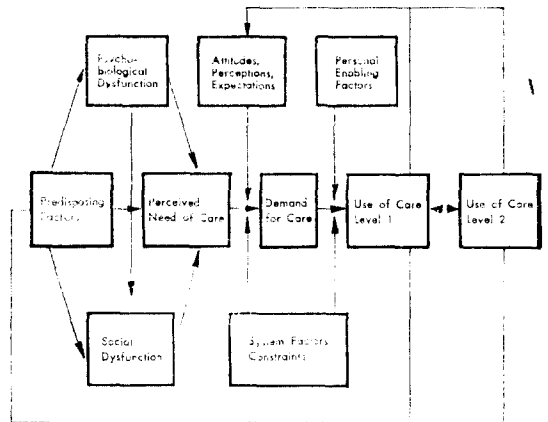 Psycho-
biological
Dysfunction
Attitudes,
Perceptions,
Expectations
Personal
Enabling
Factors
Predisposing
Factors
Perceived
Need of Care
Demand
for Care
Use of Care
Level 1
Use of Care
Level 2
Social
Dysfunction
System Factors
Constraints